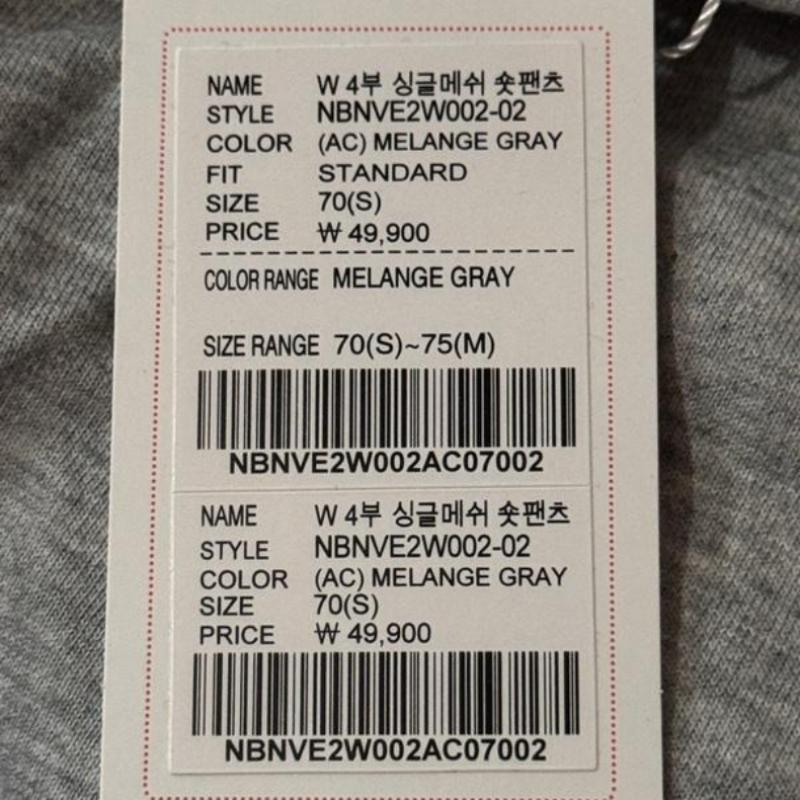 NAME W 4부 싱글메쉬 숏팬츠
STYLE NBNVE2W002-02
COLOR (AC) MELANGE GRAY
FIT STANDARD
SIZE 70(S)
PRICE ₩ 49,900
COLOR RANGE MELANGE GRAY
SIZE RANGE 70(S)~75(M)
NBNVE2W002AC07002
NAME W 4부 싱글메쉬 숏팬츠
STYLE NBNVE2W002-02
COLOR (AC) MELANGE GRAY
SIZE 70(S)
PRICE ₩ 49,900
NBNVE2W002AC07002